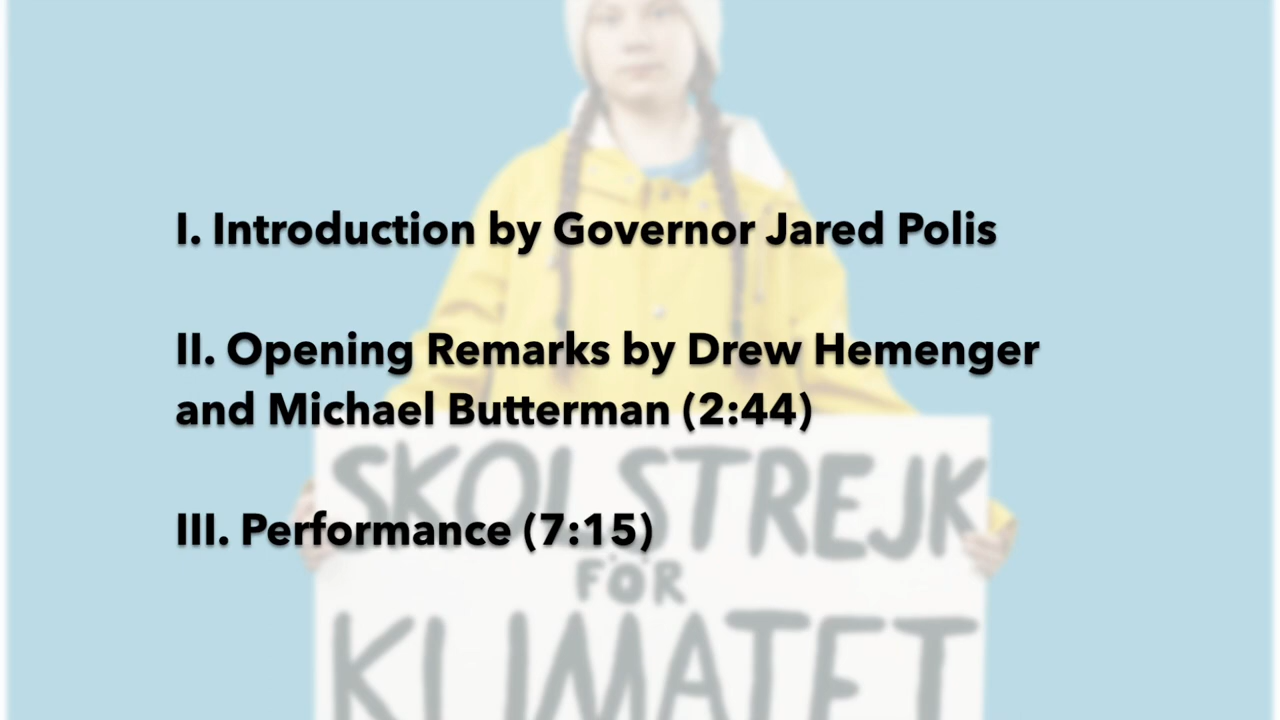 I. Introduction by Governor Jared Polis
II. Opening Remarks by Drew Hemenger
and Michael Butterman (2:44)
III. Performance (7:15)
SKOLSTREJK
FÖR
KLIMATET